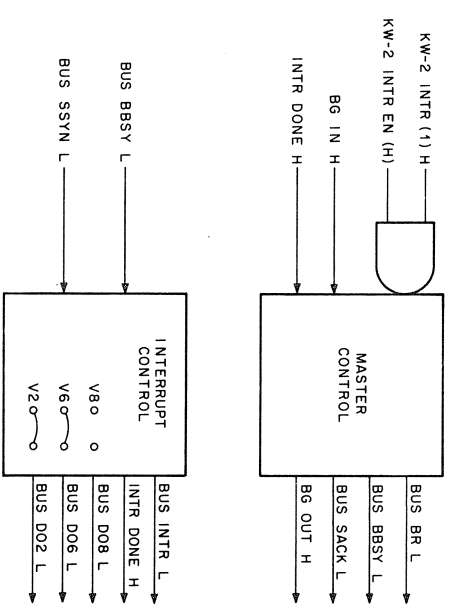 KW-2 INTR (1) H
KW-2 INTR EN (H)
BG IN H
INTR DONE H
MASTER
CONTROL
BUS BR L
BUS BBSY L
BUS SACK L
BG OUT H
BUS BBSY L
BUS SSYN L
INTERRUPT
CONTROL
V8
V6
V2
BUS INTR L
INTR DONE H
BUS D08 L
BUS D06 L
BUS D02 L